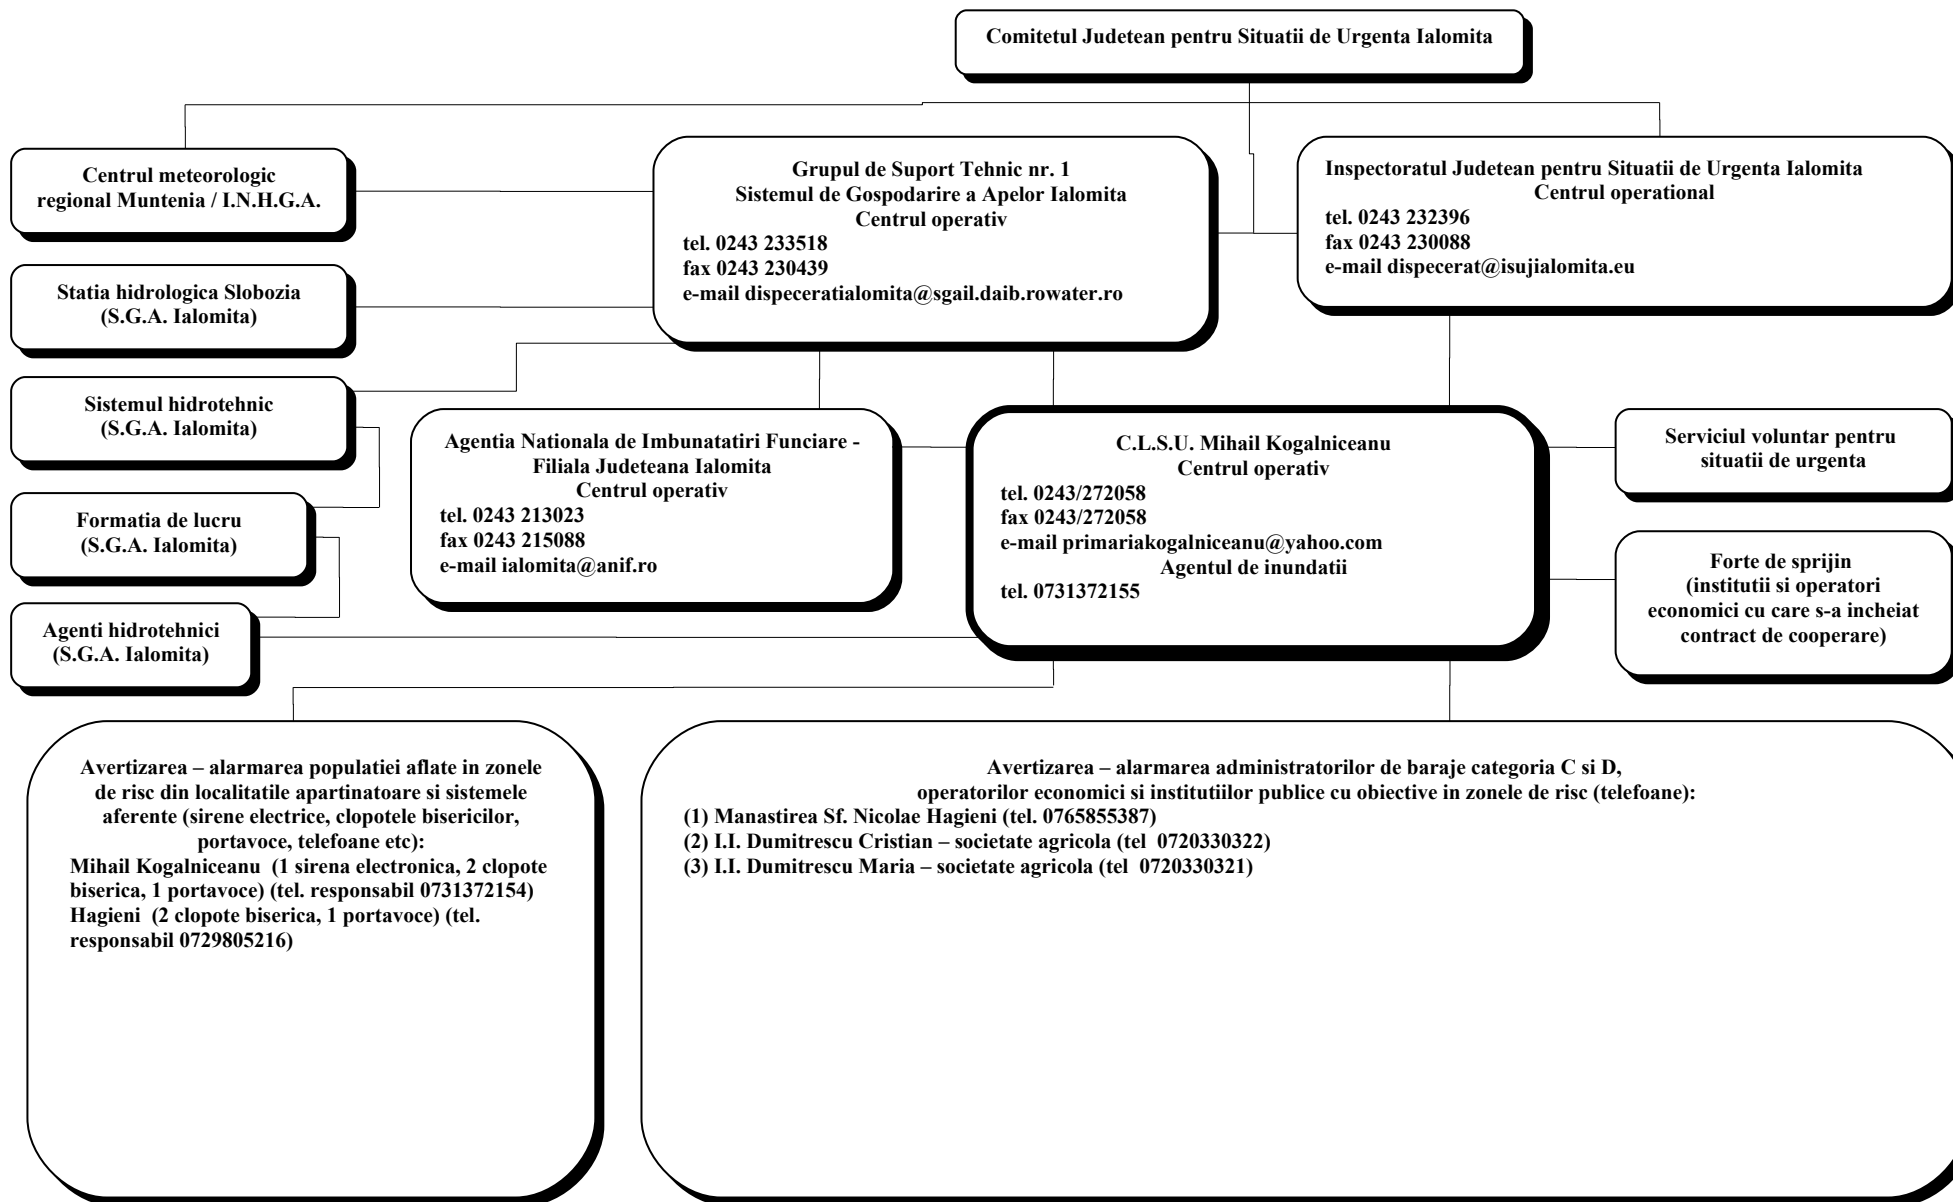 Comitetul Judetean pentru Situatii de Urgenta Ialomita
Centrul meteorologic
regional Muntenia / I.N.H.G.A.
Grupul de Suport Tehnic nr. 1
Sistemul de Gospodarire a Apelor Ialomita
Centrul operativ
tel. 0243 233518
fax 0243 230439
e-mail dispeceratialomita@sgail.daib.rowater.ro
Inspectoratul Judetean pentru Situatii de Urgenta Ialomita
Centrul operational
tel. 0243 232396
fax 0243 230088
e-mail dispecerat@isujialomita.eu
Statia hidrologica Slobozia
(S.G.A. Ialomita)
Sistemul hidrotehnic
(S.G.A. Ialomita)
Formatia de lucru
(S.G.A. Ialomita)
Agenti hidrotehnici
(S.G.A. Ialomita)
Agentia Nationala de Imbunatatiri Funciare -
Filiala Judeteana Ialomita
Centrul operativ
tel. 0243 213023
fax 0243 215088
e-mail ialomita@anif.ro
C.L.S.U. Mihail Kogalniceanu
Centrul operativ
tel. 0243/272058
fax 0243/272058
e-mail primariakogalniceanu@yahoo.com
Agentul de inundatii
tel. 0731372155
Serviciul voluntar pentru
situatii de urgenta
Forte de sprijin
(institutii si operatori
economici cu care s-a incheiat
contract de cooperare)
Avertizarea – alarmarea populatiei aflate in zonele
de risc din localitatile apartinatoare si sistemele
aferente (sirene electrice, clopotele bisericilor,
portavoce, telefoane etc):
Mihail Kogalniceanu (1 sirena electronica, 2 clopote
biserica, 1 portavoce) (tel. responsabil 0731372154)
Hagieni (2 clopote biserica, 1 portavoce) (tel.
responsabil 0729805216)
Avertizarea – alarmarea administratorilor de baraje categoria C si D,
operatorilor economici si institutiilor publice cu obiective in zonele de risc (telefoane):
(1) Manastirea Sf. Nicolae Hagieni (tel. 0765855387)
(2) I.I. Dumitrescu Cristian – societate agricola (tel 0720330322)
(3) I.I. Dumitrescu Maria – societate agricola (tel 0720330321)